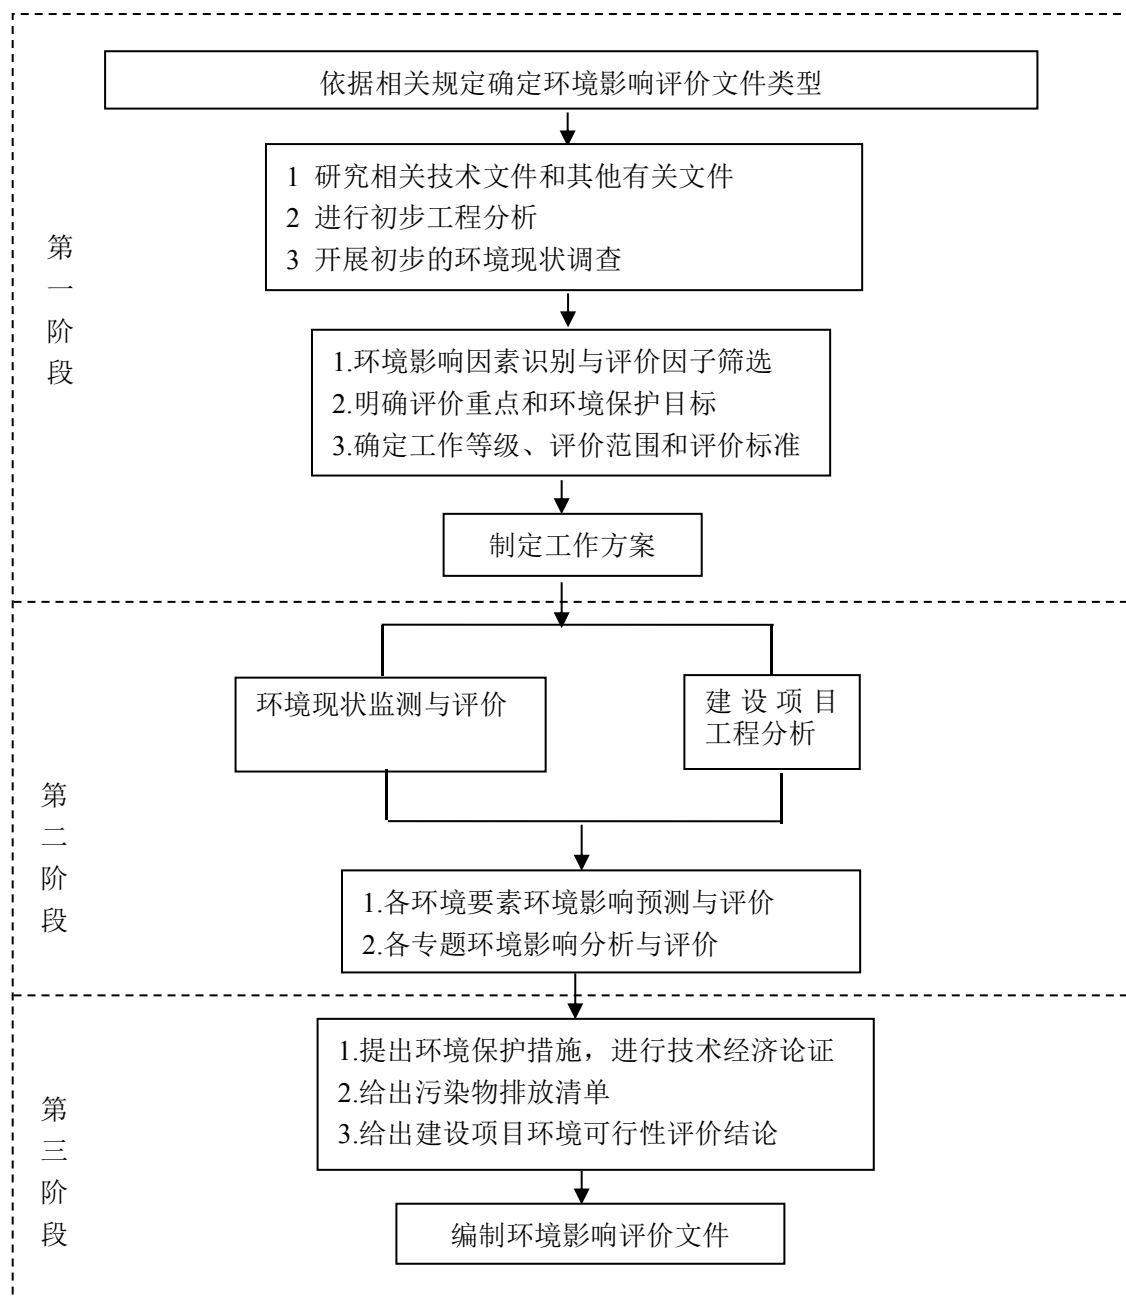 依据相关规定确定环境影响评价文件类型
1 研究相关技术文件和其他有关文件
2 进行初步工程分析
3 开展初步的环境现状调查
第一阶段
1.环境影响因素识别与评价因子筛选
2.明确评价重点和环境保护目标
3.确定工作等级、评价范围和评价标准
制定工作方案
环境现状监测与评价
建设项目
工程分析
第二阶段
1.各环境要素环境影响预测与评价
2.各专题环境影响分析与评价
1.提出环境保护措施，进行技术经济论证
2.给出污染物排放清单
3.给出建设项目环境可行性评价结论
第三阶段
编制环境影响评价文件